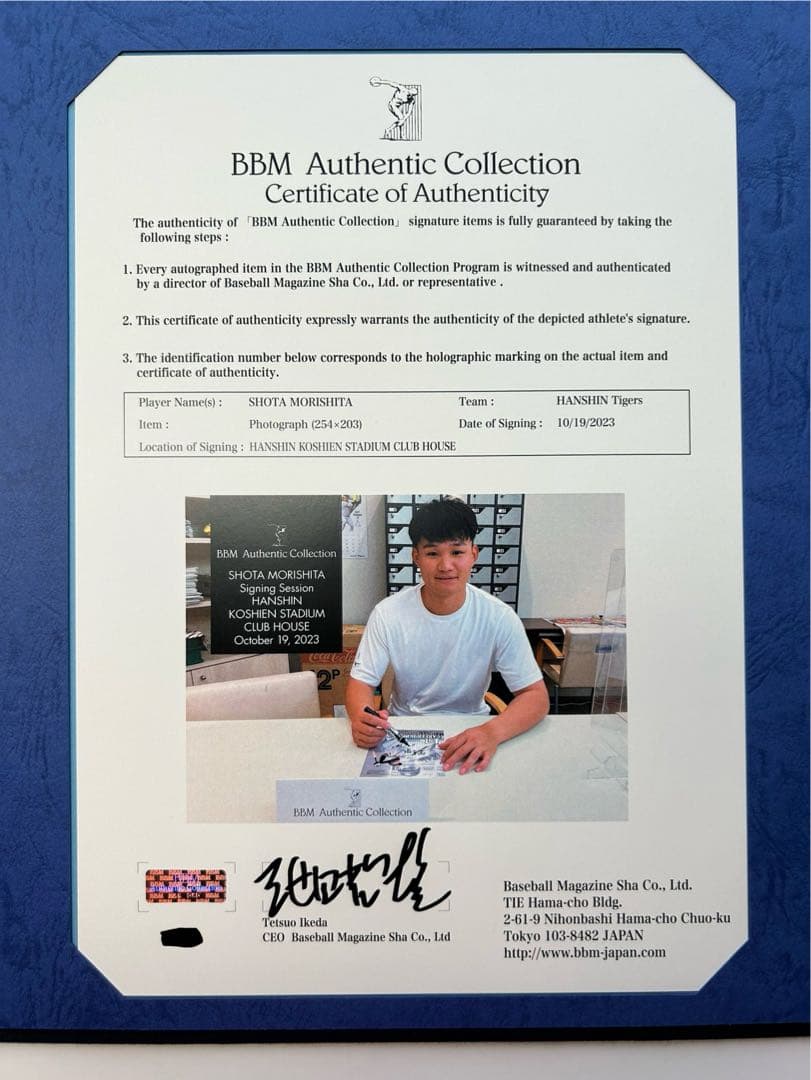 BBM Authentic Collection
Certificate of Authenticity
The authenticity of 「BBM Authentic Collection」 signature items is fully guaranteed by taking the
following steps :
1. Every autographed item in the BBM Authentic Collection Program is witnessed and authenticated
by a director of Baseball Magazine Sha Co., Ltd. or representative .
2. This certificate of authenticity expressly warrants the authenticity of the depicted athlete's signature.
3. The identification number below corresponds to the holographic marking on the actual item and
certificate of authenticity.
Player Name(s) : SHOTA MORISHITA Team : HANSHIN Tigers
Item : Photograph (254×203) Date of Signing : 10/19/2023
Location of Signing : HANSHIN KOSHIEN STADIUM CLUB HOUSE
BBM Authentic Collection
SHOTA MORISHITA
Signing Session
HANSHIN
KOSHIEN STADIUM
CLUB HOUSE
October 19, 2023
Coca-Cola
2P
BBM Authentic Collection
Tetsuo Ikeda
CEO Baseball Magazine Sha Co., Ltd
Baseball Magazine Sha Co., Ltd.
TIE Hama-cho Bldg.
2-61-9 Nihonbashi Hama-cho Chuo-ku
Tokyo 103-8482 JAPAN
http://www.bbm-japan.com